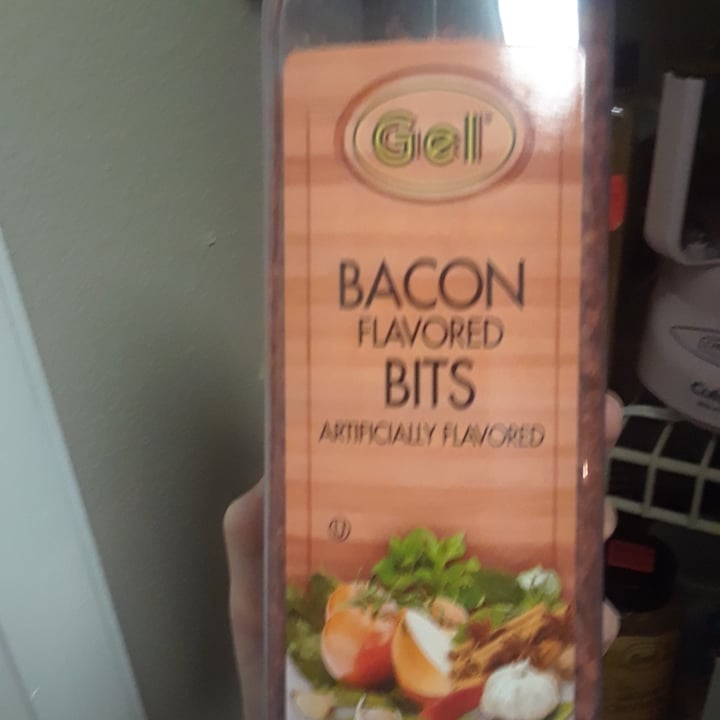 Gel
BACON
FLAVORED
BITS
ARTIFICIALLY FLAVORED
U